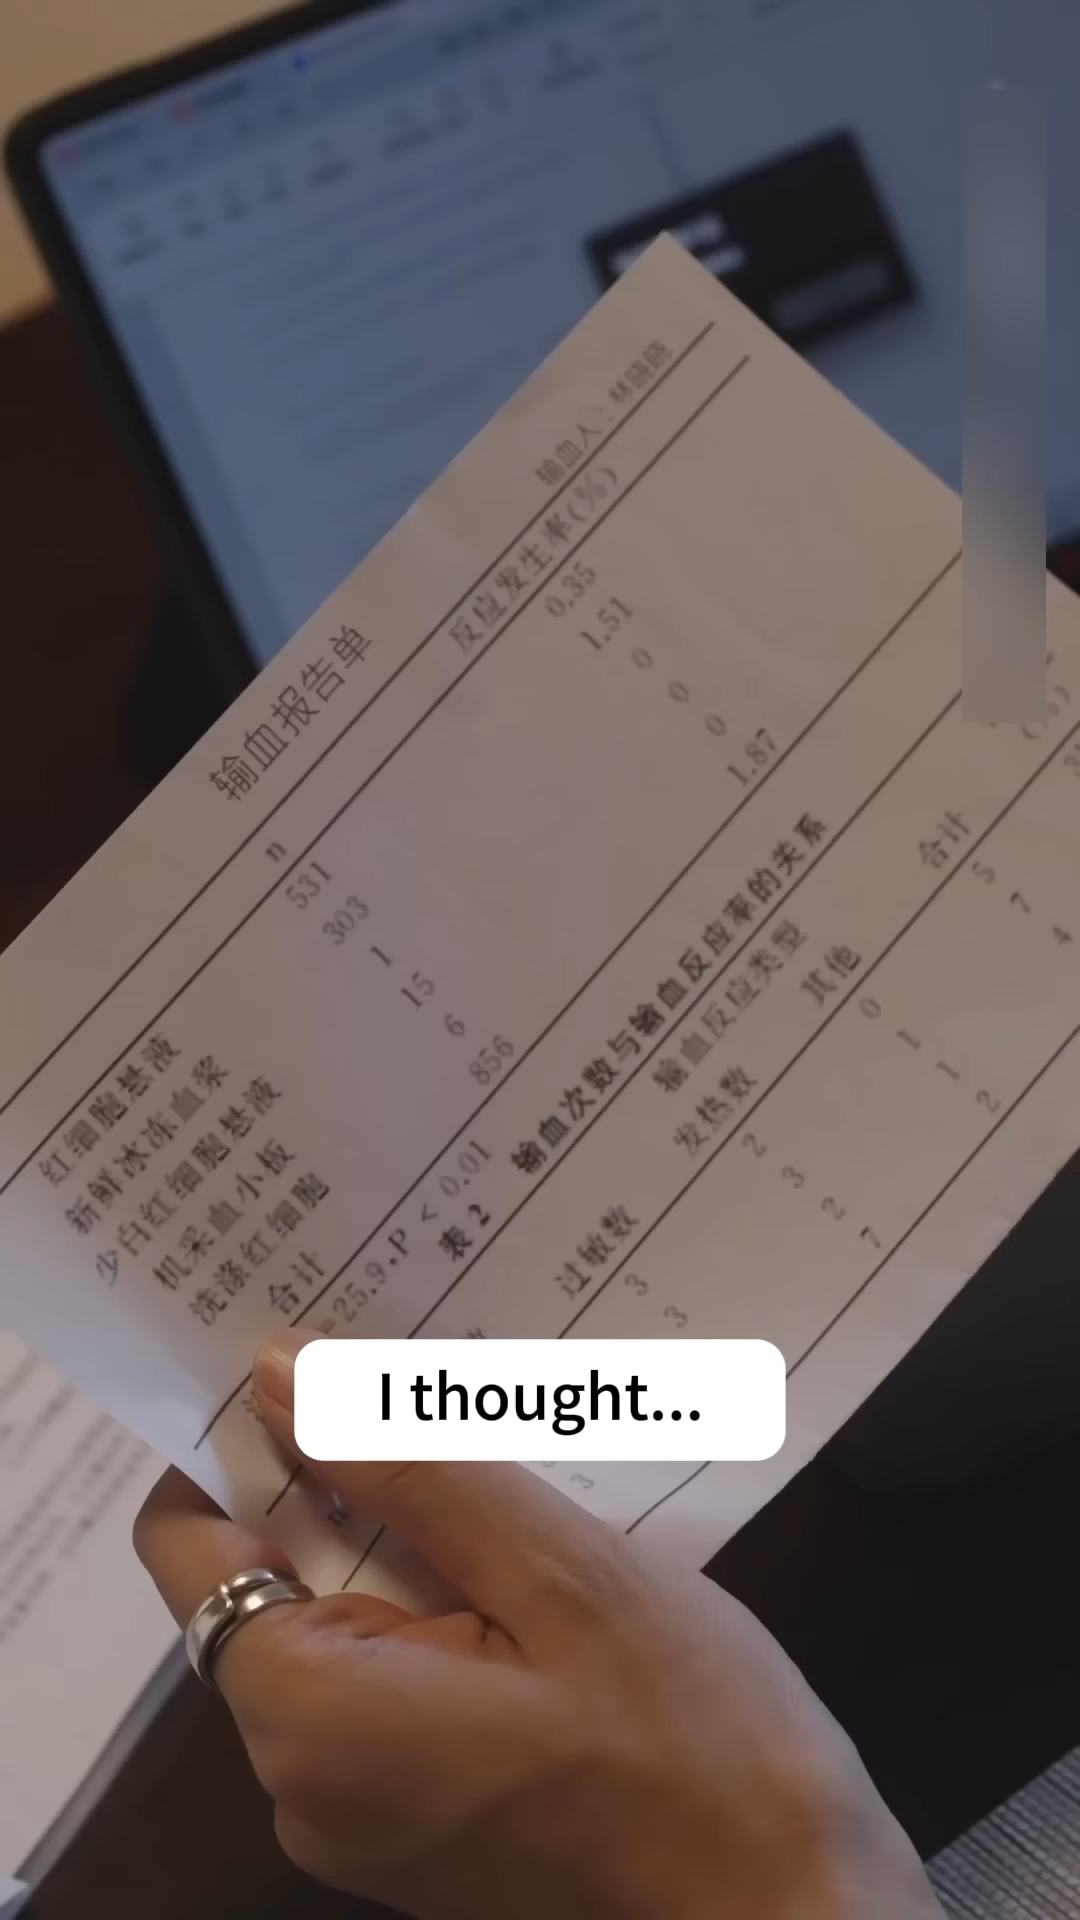 输血报告单
输血人：林晓晓
n 反应发生率(%)
红细胞悬液 531 0.35
新鲜冰冻血浆 303 1.51
少白红细胞悬液 1 0
机采血小板 15 0
洗涤红细胞 6 0
合计 856 1.87
=25.9,P < 0.01
表 2 输血次数与输血反应率的关系
输血反应类型
过敏数 发热数 其他 合计
3 2 0 5
3 3 1 7
2 1 4
7 2
3
I thought...